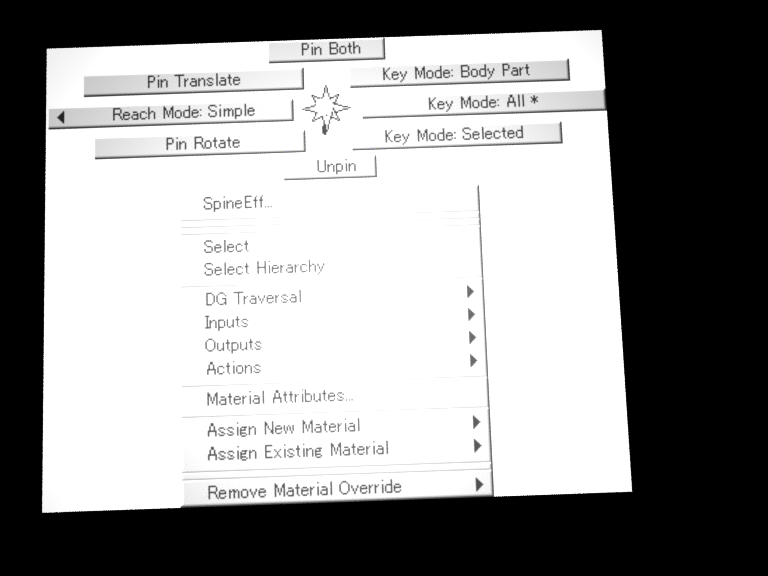 Pin Both
Pin Translate
Key Mode: Body Part
Reach Mode: Simple
Key Mode: All *
Pin Rotate
Key Mode: Selected
Unpin
SpineEff...
Select
Select Hierarchy
DG Traversal
Inputs
Outputs
Actions
Material Attributes...
Assign New Material
Assign Existing Material
Remove Material Override